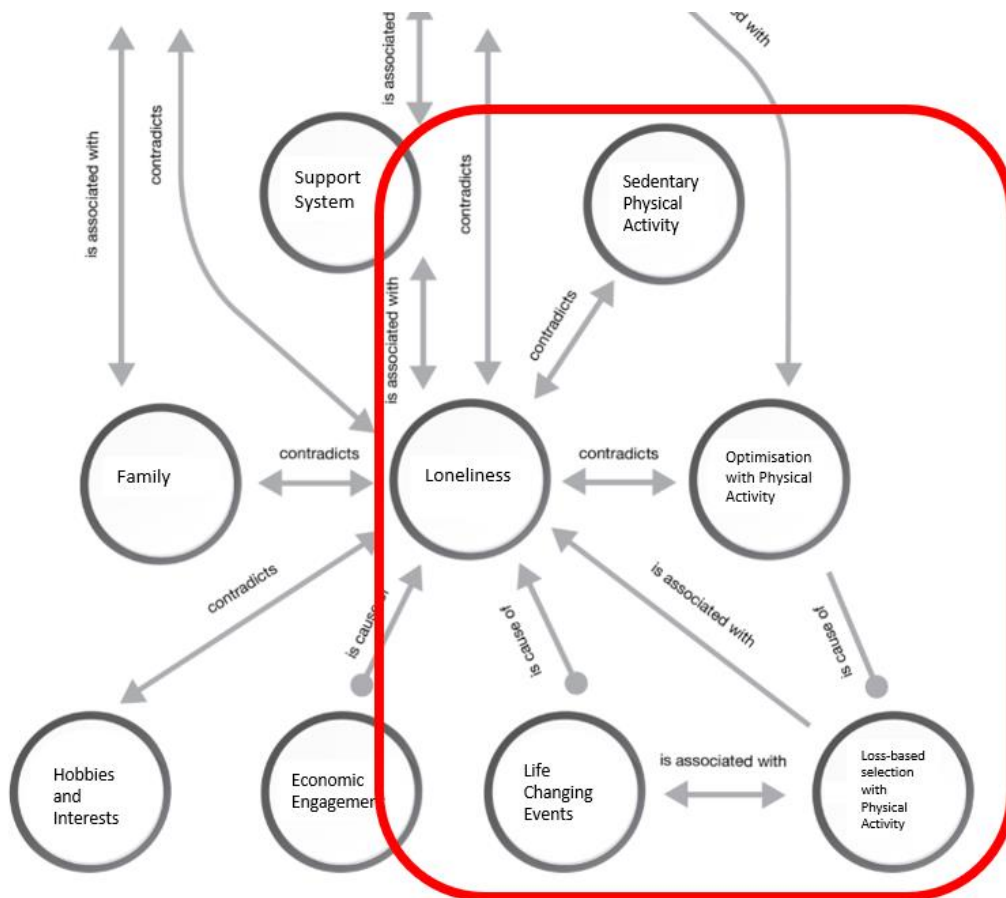 is associated
ed with
is associated with
contradicts
contradicts
Support
System
Sedentary
Physical
Activity
is associated with
contradicts
Family
contradicts
Loneliness
contradicts
Optimisation
with Physical
Activity
contradicts
is cause
is cause of
is associated with
is cause of
Hobbies
and
Interests
Economic
Engagement
Life
Changing
Events
is associated with
Loss-based
selection
with
Physical
Activity